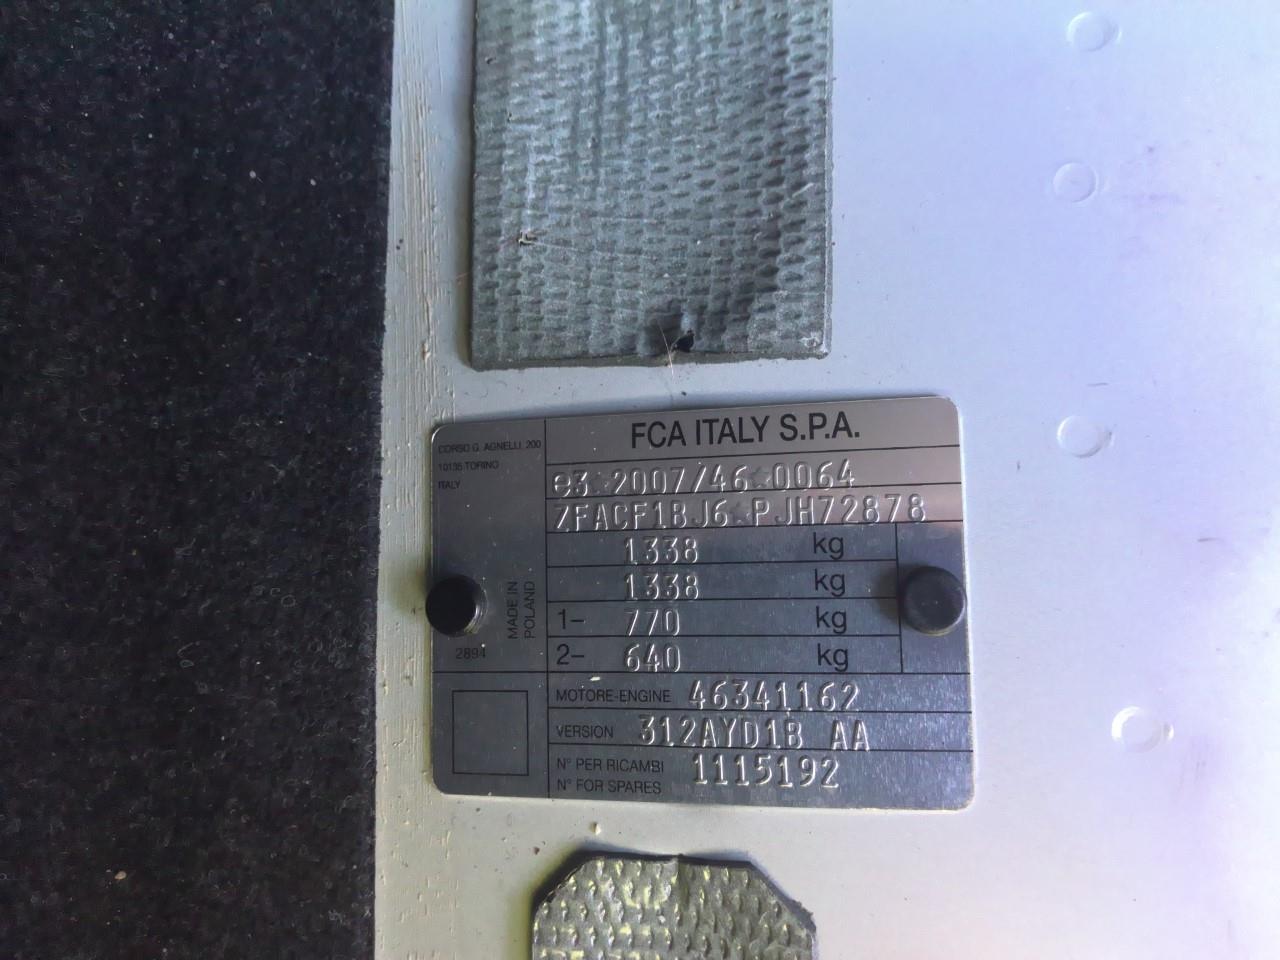 FCA ITALY S.P.A.
CORSO G. AGNELLI, 200
10135 TORINO
ITALY
e3*2007/46*0064
ZFACF1BJ6*PJH72878
1338 kg
1338 kg
1- 770 kg
2- 640 kg
MADE IN
POLAND
2894
MOTORE-ENGINE 46341162
VERSION 312AYD1B AA
N° PER RICAMBI
N° FOR SPARES 1115192